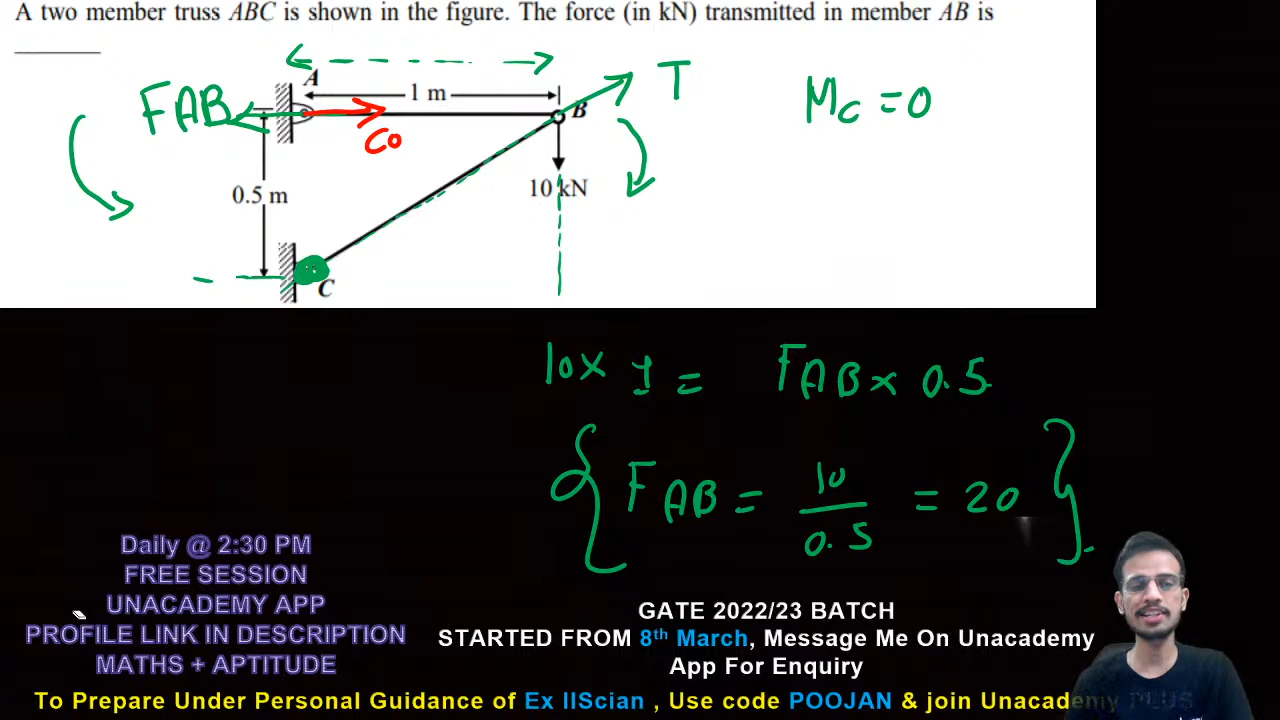 A two member truss ABC is shown in the figure. The force (in kN) transmitted in member AB is
A
1 m
B
T
FAB
Co
Mc = 0
0.5 m
10 kN
C
10 x 1 = FAB x 0.5
FAB = 10/0.5 = 20
Daily @ 2:30 PM
FREE SESSION
UNACADEMY APP
PROFILE LINK IN DESCRIPTION
MATHS + APTITUDE
GATE 2022/23 BATCH
STARTED FROM 8th March, Message Me On Unacademy
App For Enquiry
To Prepare Under Personal Guidance of Ex IIScian , Use code POOJAN & join Unacademy PLUS